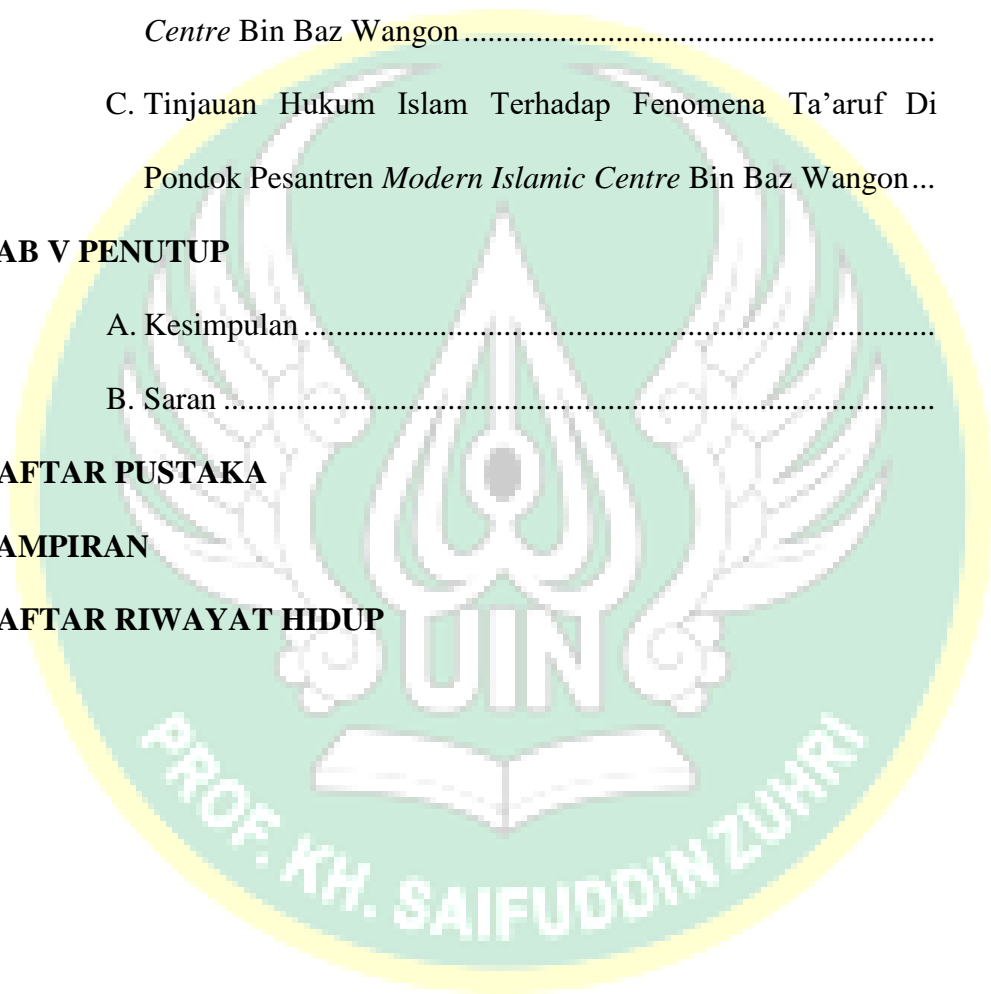 Centre Bin Baz Wangon .........................................................
C. Tinjauan Hukum Islam Terhadap Fenomena Ta’aruf Di
Pondok Pesantren Modern Islamic Centre Bin Baz Wangon...
AB V PENUTUP
A. Kesimpulan .............................................................................
B. Saran ......................................................................................
AFTAR PUSTAKA
AMPIRAN
AFTAR RIWAYAT HIDUP
UIN
PROF. KH. SAIFUDDIN ZUHRI